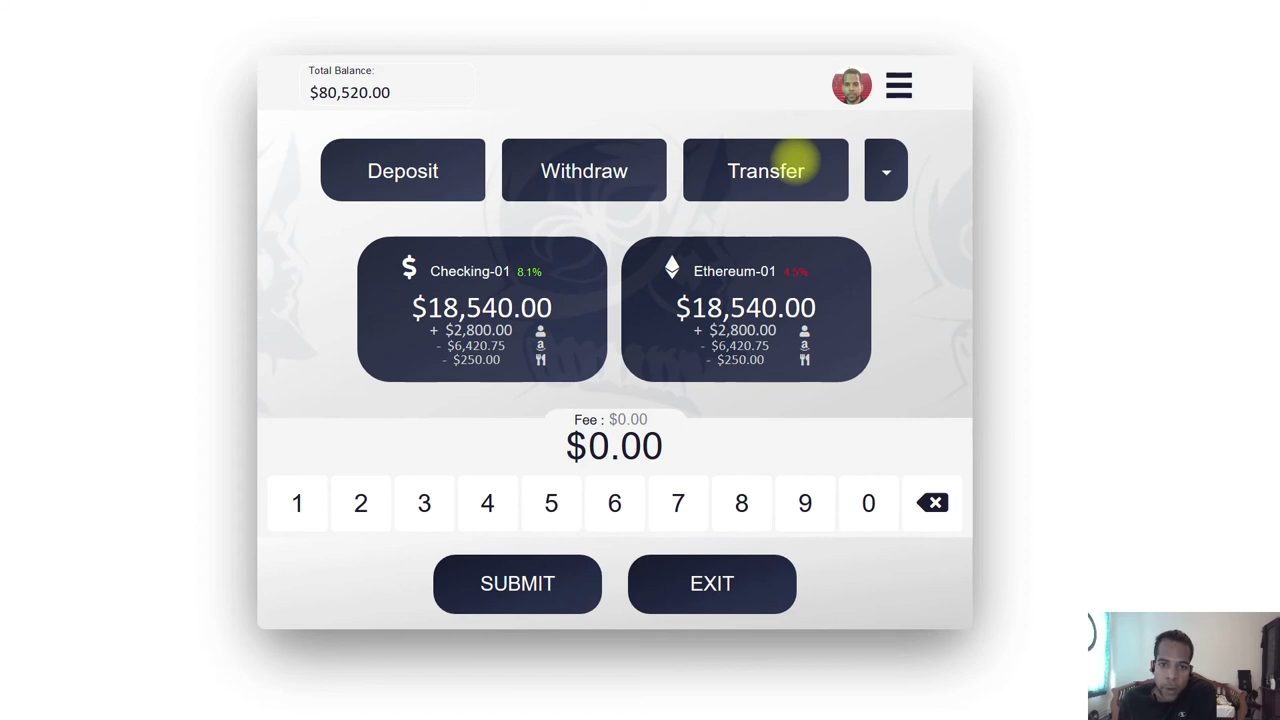 Total Balance:
$80,520.00
Deposit
Withdraw
Transfer
$ Checking-01 8.1%
$18,540.00
+ $2,800.00
- $6,420.75
- $250.00
Ethereum-01 4.5%
$18,540.00
+ $2,800.00
- $6,420.75
- $250.00
Fee : $0.00
$0.00
1 2 3 4 5 6 7 8 9 0
SUBMIT
EXIT